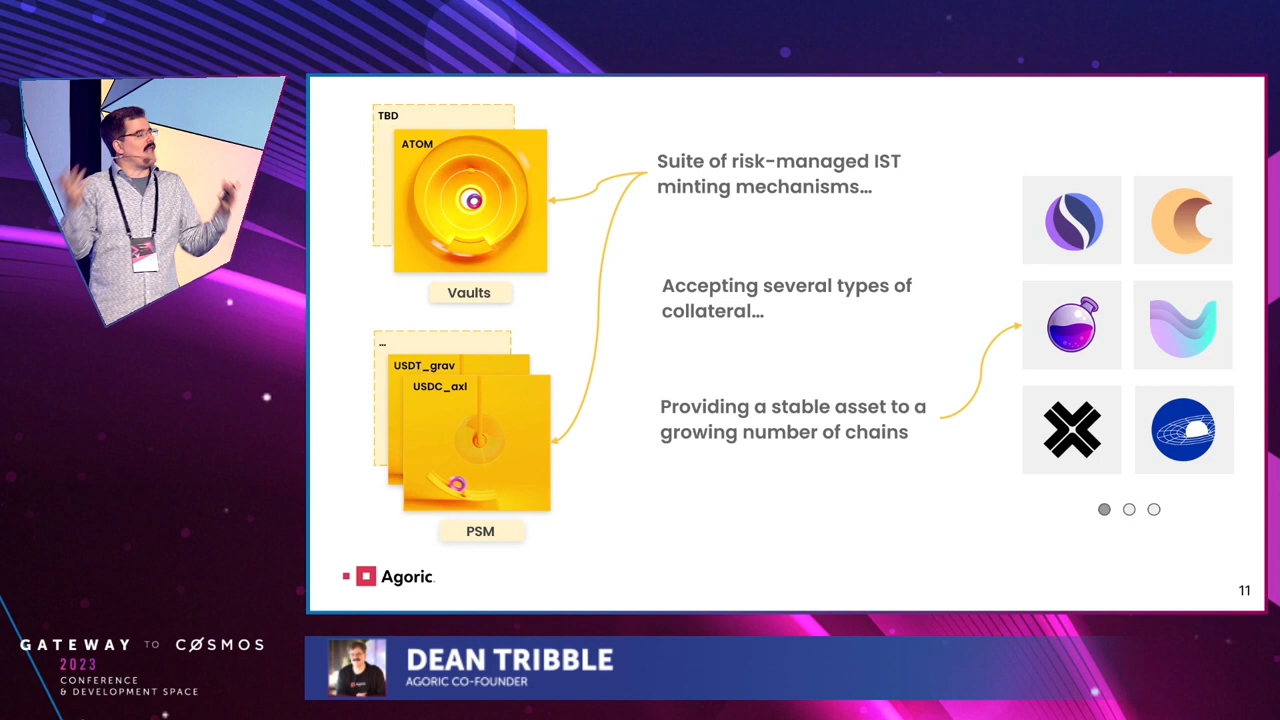 TBD
ATOM
Vaults
...
USDT_grav
USDC_axl
PSM
Suite of risk-managed IST
minting mechanisms...
Accepting several types of
collateral...
Providing a stable asset to a
growing number of chains
Agoric
11
GATEWAY TO CØSMOS
2023
CONFERENCE
& DEVELOPMENT SPACE
DEAN TRIBBLE
AGORIC CO-FOUNDER